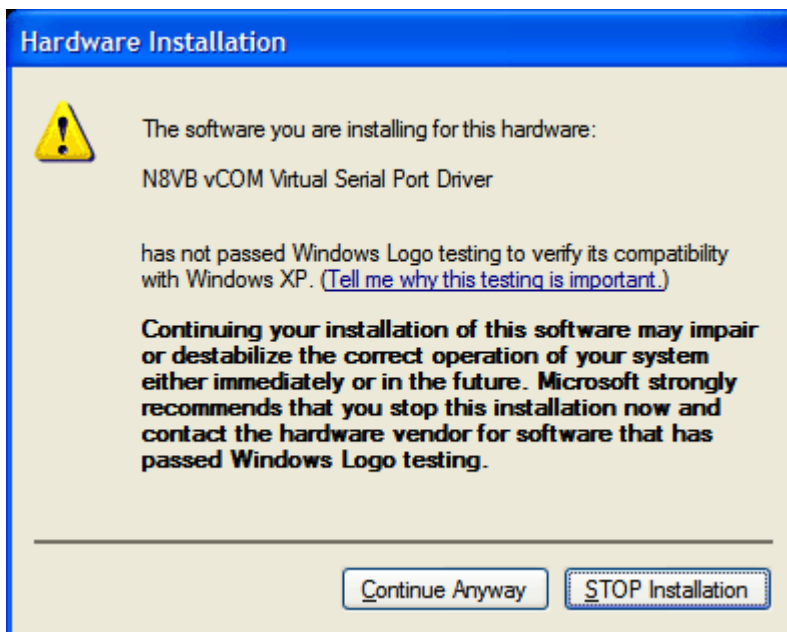 Hardware Installation
The software you are installing for this hardware:
N8VB vCOM Virtual Serial Port Driver
has not passed Windows Logo testing to verify its compatibility
with Windows XP. (Tell me why this testing is important.)
Continuing your installation of this software may impair
or destabilize the correct operation of your system
either immediately or in the future. Microsoft strongly
recommends that you stop this installation now and
contact the hardware vendor for software that has
passed Windows Logo testing.
Continue Anyway
STOP Installation